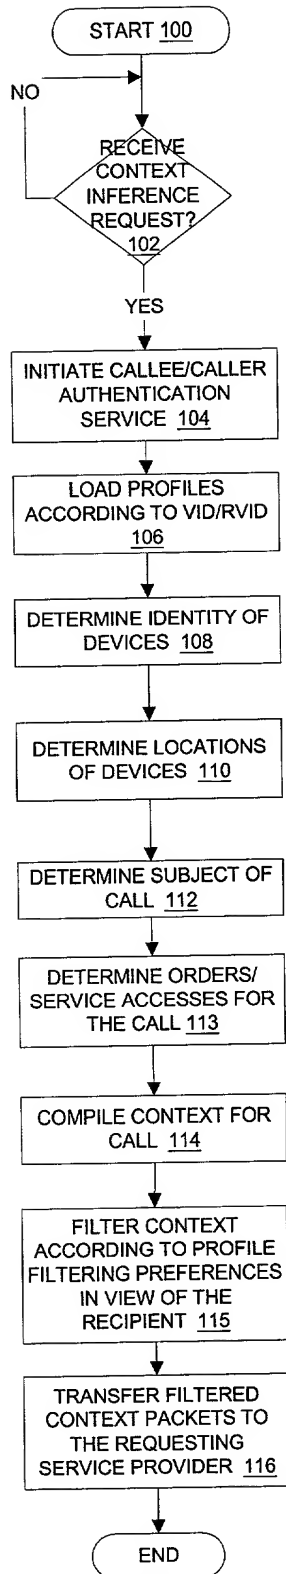 START 100
NO
RECEIVE
CONTEXT
INFERENCE
REQUEST?
102
YES
INITIATE CALLEE/CALLER
AUTHENTICATION
SERVICE 104
LOAD PROFILES
ACCORDING TO VID/RVID
106
DETERMINE IDENTITY OF
DEVICES 108
DETERMINE LOCATIONS
OF DEVICES 110
DETERMINE SUBJECT OF
CALL 112
DETERMINE ORDERS/
SERVICE ACCESSES FOR
THE CALL 113
COMPILE CONTEXT FOR
CALL 114
FILTER CONTEXT
ACCORDING TO PROFILE
FILTERING PREFERENCES
IN VIEW OF THE
RECIPIENT 115
TRANSFER FILTERED
CONTEXT PACKETS TO
THE REQUESTING
SERVICE PROVIDER 116
END